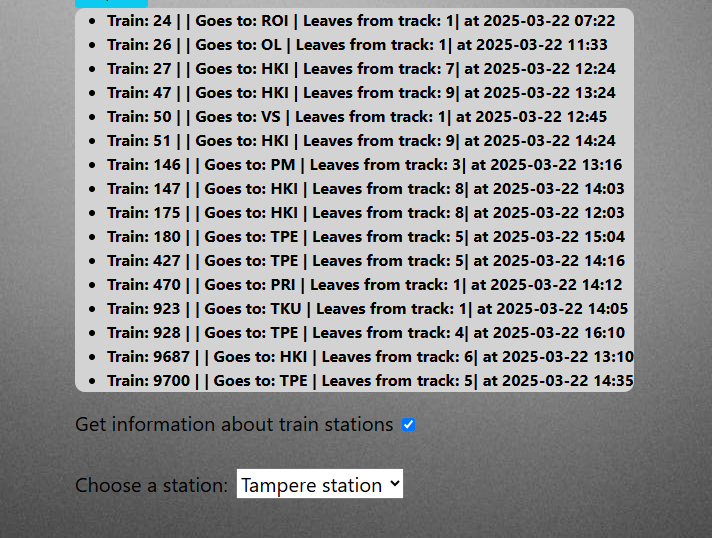 Train: 24 | | Goes to: ROI | Leaves from track: 1| at 2025-03-22 07:22
Train: 26 | | Goes to: OL | Leaves from track: 1| at 2025-03-22 11:33
Train: 27 | | Goes to: HKI | Leaves from track: 7| at 2025-03-22 12:24
Train: 47 | | Goes to: HKI | Leaves from track: 9| at 2025-03-22 13:24
Train: 50 | | Goes to: VS | Leaves from track: 1| at 2025-03-22 12:45
Train: 51 | | Goes to: HKI | Leaves from track: 9| at 2025-03-22 14:24
Train: 146 | | Goes to: PM | Leaves from track: 3| at 2025-03-22 13:16
Train: 147 | | Goes to: HKI | Leaves from track: 8| at 2025-03-22 14:03
Train: 175 | | Goes to: HKI | Leaves from track: 8| at 2025-03-22 12:03
Train: 180 | | Goes to: TPE | Leaves from track: 5| at 2025-03-22 15:04
Train: 427 | | Goes to: TPE | Leaves from track: 5| at 2025-03-22 14:16
Train: 470 | | Goes to: PRI | Leaves from track: 1| at 2025-03-22 14:12
Train: 923 | | Goes to: TKU | Leaves from track: 1| at 2025-03-22 14:05
Train: 928 | | Goes to: TPE | Leaves from track: 4| at 2025-03-22 16:10
Train: 9687 | | Goes to: HKI | Leaves from track: 6| at 2025-03-22 13:10
Train: 9700 | | Goes to: TPE | Leaves from track: 5| at 2025-03-22 14:35
Get information about train stations
Choose a station: Tampere station